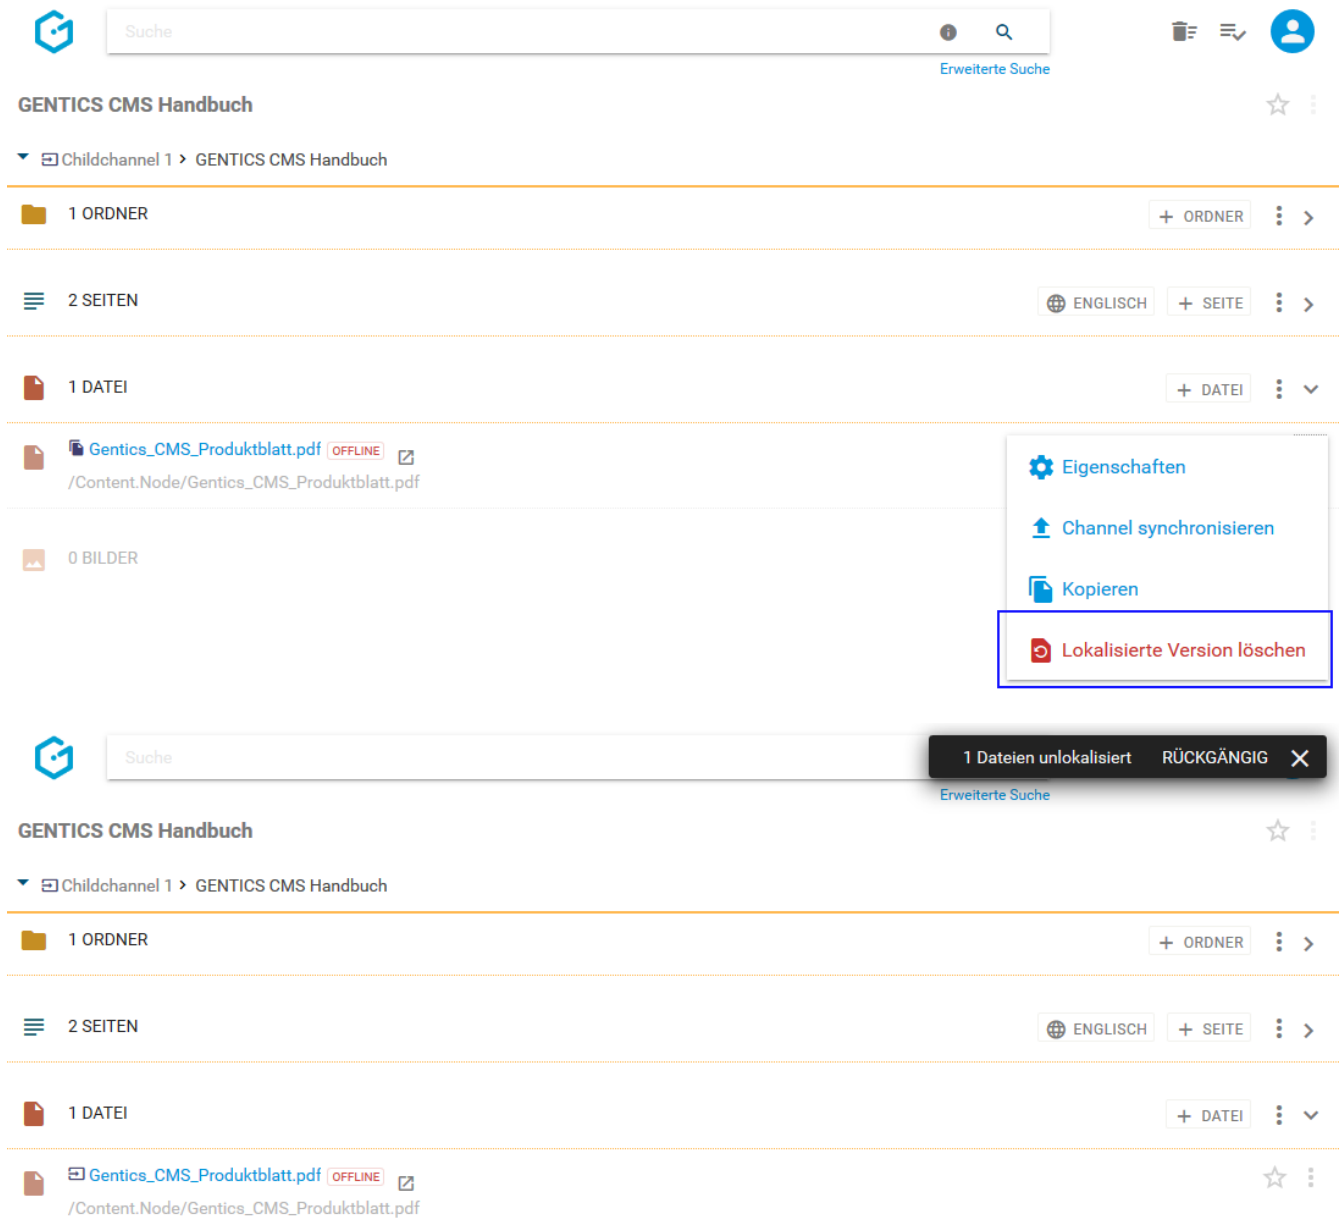 Suche
Erweiterte Suche
GENTICS CMS Handbuch
Childchannel 1 > GENTICS CMS Handbuch
1 ORDNER
+ ORDNER
2 SEITEN
ENGLISCH + SEITE
1 DATEI
+ DATEI
Gentics_CMS_Produktblatt.pdf OFFLINE
/Content.Node/Gentics_CMS_Produktblatt.pdf
Eigenschaften
Channel synchronisieren
0 BILDER
Kopieren
Lokalisierte Version löschen
Suche
1 Dateien unlokalisiert RÜCKGÄNGIG
Erweiterte Suche
GENTICS CMS Handbuch
Childchannel 1 > GENTICS CMS Handbuch
1 ORDNER
+ ORDNER
2 SEITEN
ENGLISCH + SEITE
1 DATEI
+ DATEI
Gentics_CMS_Produktblatt.pdf OFFLINE
/Content.Node/Gentics_CMS_Produktblatt.pdf